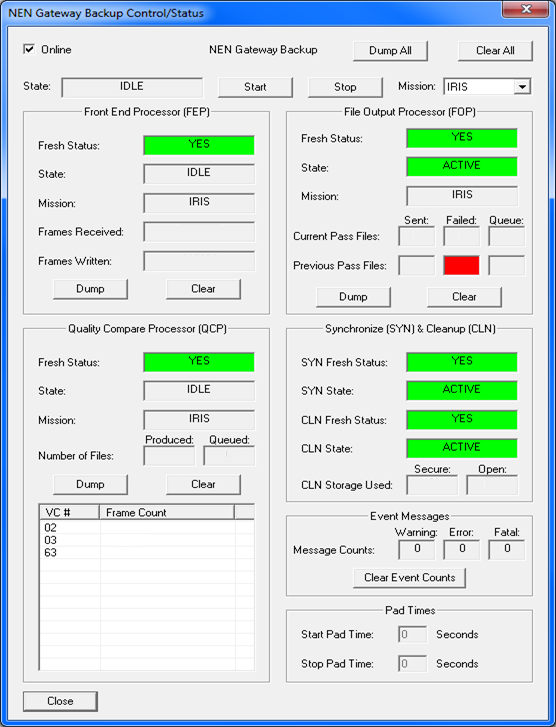 NEN Gateway Backup Control/Status
Online NEN Gateway Backup Dump All Clear All
State: IDLE Start Stop Mission: IRIS
Front End Processor (FEP)
Fresh Status: YES
State: IDLE
Mission: IRIS
Frames Received:
Frames Written:
Dump Clear
File Output Processor (FOP)
Fresh Status: YES
State: ACTIVE
Mission: IRIS
Sent: Failed: Queue:
Current Pass Files:
Previous Pass Files:
Dump Clear
Quality Compare Processor (QCP)
Fresh Status: YES
State: IDLE
Mission: IRIS
Produced: Queued:
Number of Files:
Dump Clear
VC # Frame Count
02
03
63
Synchronize (SYN) & Cleanup (CLN)
SYN Fresh Status: YES
SYN State: ACTIVE
CLN Fresh Status: YES
CLN State: ACTIVE
Secure: Open:
CLN Storage Used:
Event Messages
Warning: Error: Fatal:
Message Counts: 0 0 0
Clear Event Counts
Pad Times
Start Pad Time: 0 Seconds
Stop Pad Time: 0 Seconds
Close